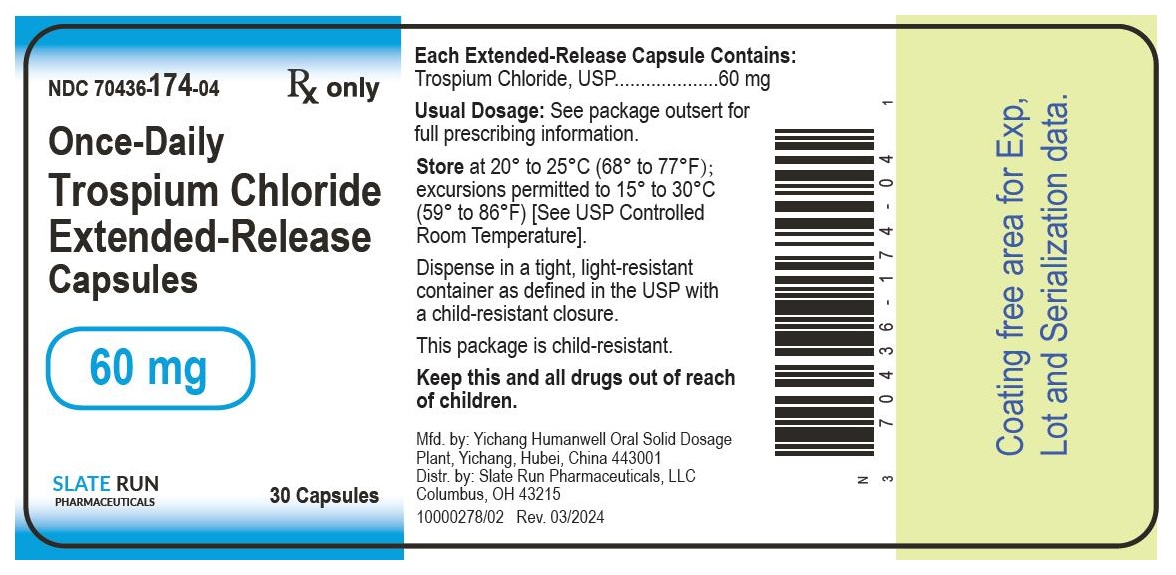 NDC 70436-174-04
Rx only
Once-Daily
Trospium Chloride
Extended-Release
Capsules
60 mg
SLATE RUN
PHARMACEUTICALS
30 Capsules
Each Extended-Release Capsule Contains:
Trospium Chloride, USP....................60 mg
Usual Dosage: See package outsert for
full prescribing information.
Store at 20° to 25°C (68° to 77°F);
excursions permitted to 15° to 30°C
(59° to 86°F) [See USP Controlled
Room Temperature].
Dispense in a tight, light-resistant
container as defined in the USP with
a child-resistant closure.
This package is child-resistant.
Keep this and all drugs out of reach
of children.
Mfd. by: Yichang Humanwell Oral Solid Dosage
Plant, Yichang, Hubei, China 443001
Distr. by: Slate Run Pharmaceuticals, LLC
Columbus, OH 43215
10000278/02 Rev. 03/2024
N
3 70436-174-04 1
Coating free area for Exp,
Lot and Serialization data.